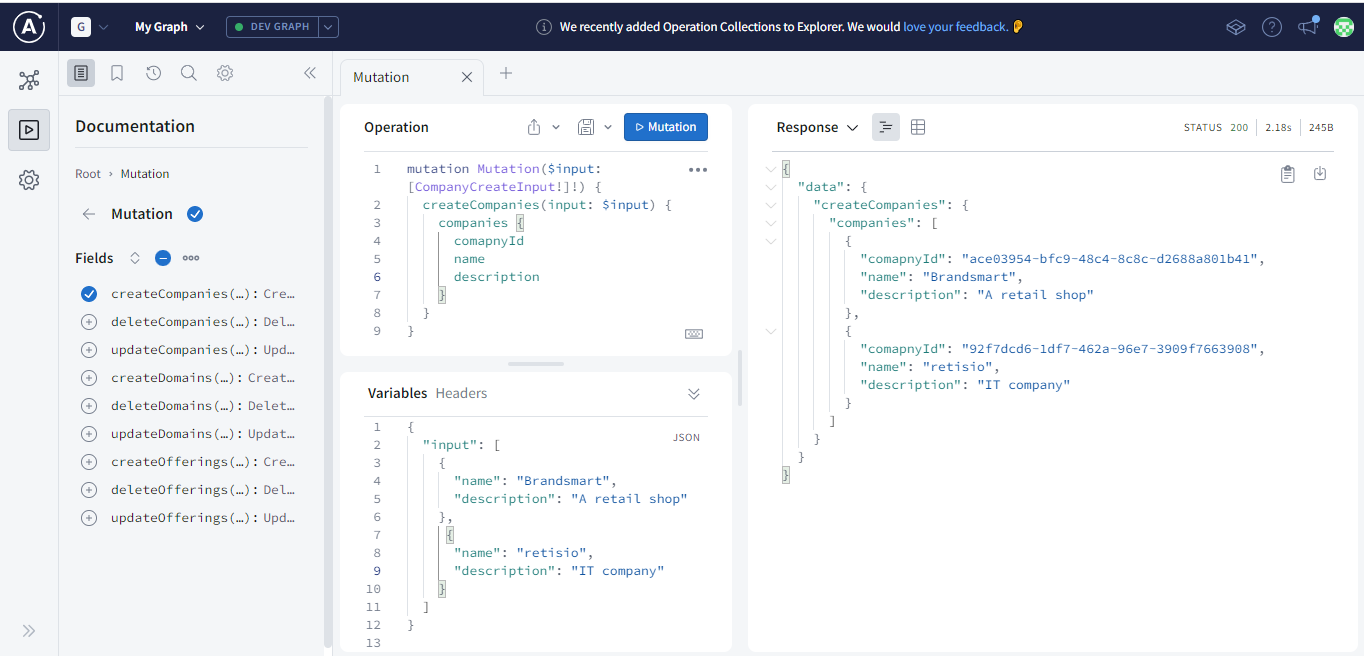 G My Graph DEV GRAPH We recently added Operation Collections to Explorer. We would love your feedback.
Documentation
Root › Mutation
Mutation
Fields
createCompanies(…): Cre…
deleteCompanies(…): Del…
updateCompanies(…): Upd…
createDomains(…): Creat…
deleteDomains(…): Delet…
updateDomains(…): Updat…
createOfferings(…): Cre…
deleteOfferings(…): Del…
updateOfferings(…): Upd…
Mutation
Operation
Mutation
1 mutation Mutation($input:
[CompanyCreateInput!]!) {
2 createCompanies(input: $input) {
3 companies {
4 comapnyId
5 name
6 description
7 }
8 }
9 }
Variables Headers
JSON
1 {
2 "input": [
3 {
4 "name": "Brandsmart",
5 "description": "A retail shop"
6 },
7 {
8 "name": "retisio",
9 "description": "IT company"
10 }
11 ]
12 }
13
Response STATUS 200 2.18s 245B
{
"data": {
"createCompanies": {
"companies": [
{
"comapnyId": "ace03954-bfc9-48c4-8c8c-d2688a801b41",
"name": "Brandsmart",
"description": "A retail shop"
},
{
"comapnyId": "92f7dcd6-1df7-462a-96e7-3909f7663908",
"name": "retisio",
"description": "IT company"
}
]
}
}
}